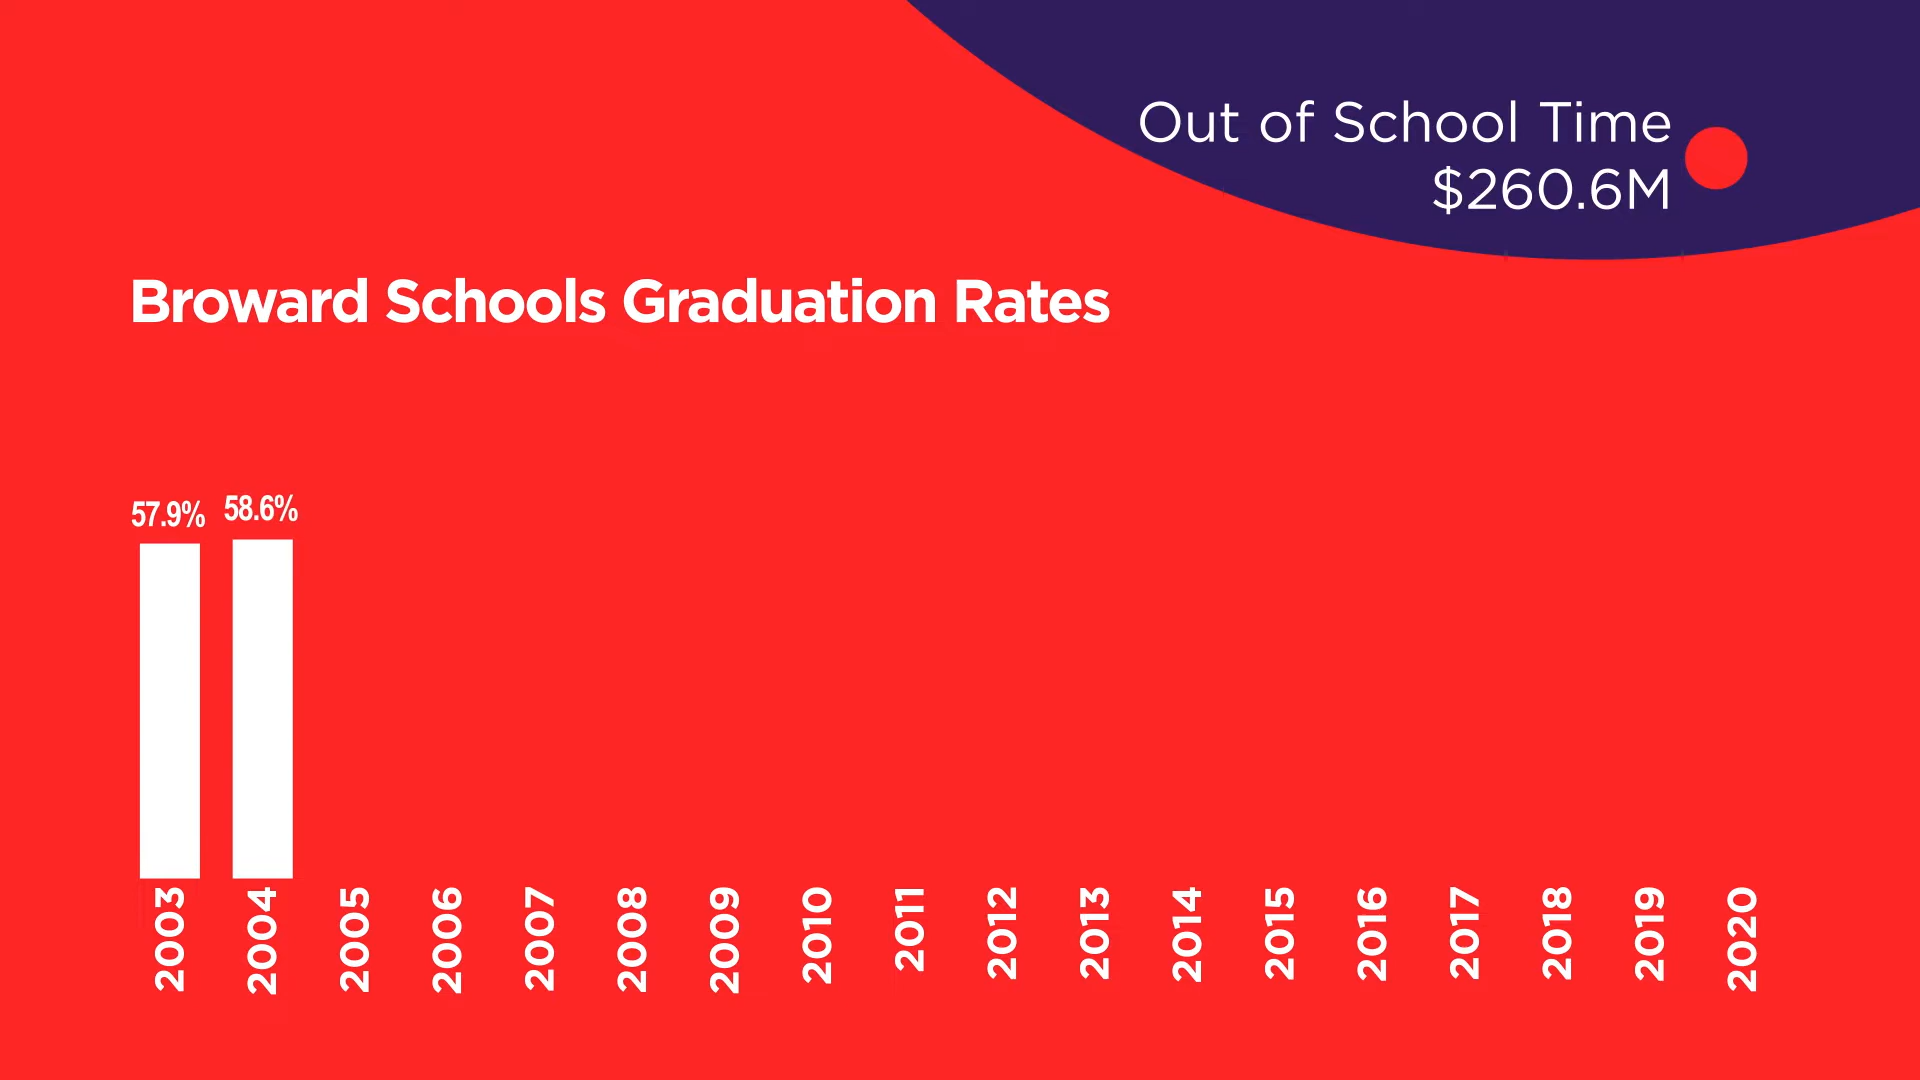 Out of School Time
$260.6M
Broward Schools Graduation Rates
57.9% 58.6%
2003 2004 2005 2006 2007 2008 2009 2010 2011 2012 2013 2014 2015 2016 2017 2018 2019 2020